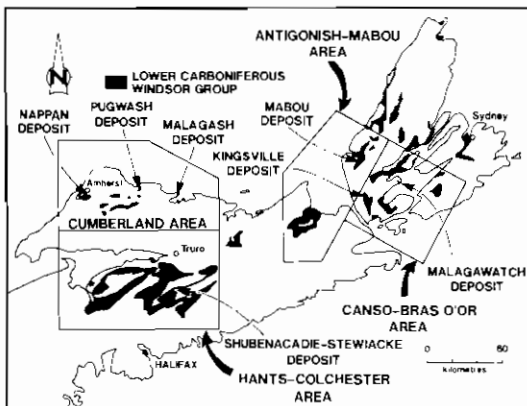 ANTIGONISH-MABOU
AREA
N
LOWER CARBONIFEROUS
WINDSOR GROUP
NAPPAN
DEPOSIT
PUGWASH
DEPOSIT
MALAGASH
DEPOSIT
MABOU
DEPOSIT
KINGSVILLE
DEPOSIT
Sydney
Amherst
CUMBERLAND AREA
Truro
MALAGAWATCH
DEPOSIT
CANSO-BRAS O'OR
AREA
SHUBENACADIE-STEWIACKE
DEPOSIT
HALIFAX
HANTS-COLCHESTER
AREA
0
kilometres